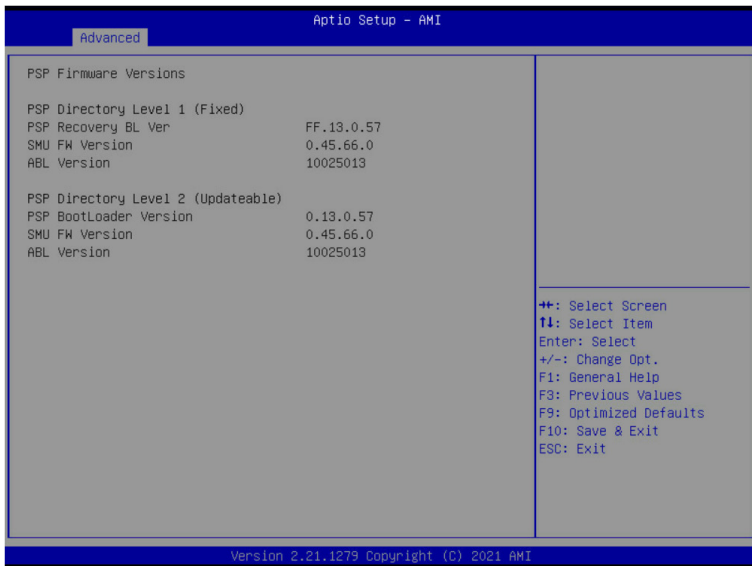 Aptio Setup – AMI
Advanced
PSP Firmware Versions
PSP Directory Level 1 (Fixed)
PSP Recovery BL Ver FF.13.0.57
SMU FW Version 0.45.66.0
ABL Version 10025013
PSP Directory Level 2 (Updateable)
PSP BootLoader Version 0.13.0.57
SMU FW Version 0.45.66.0
ABL Version 10025013
→←: Select Screen
↑↓: Select Item
Enter: Select
+/-: Change Opt.
F1: General Help
F3: Previous Values
F9: Optimized Defaults
F10: Save & Exit
ESC: Exit
Version 2.21.1279 Copyright (C) 2021 AMI